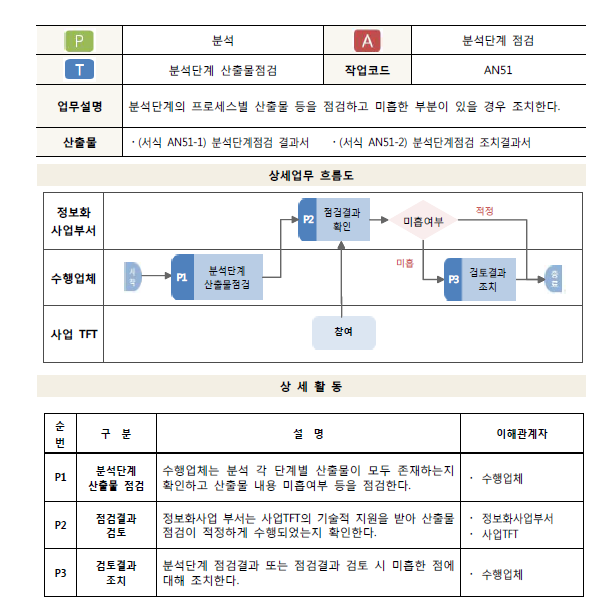 P 분석 A 분석단계 점검
T 분석단계 산출물점검 작업코드 AN51
업무설명 분석단계의 프로세스별 산출물 등을 점검하고 미흡한 부분이 있을 경우 조치한다.
산출물 ·(서식 AN51-1) 분석단계점검 결과서 ·(서식 AN51-2) 분석단계점검 조치결과서
상세업무 흐름도
정보화
사업부서
P2 점검결과
확인
미흡여부
적정
수행업체
시
작
P1 분석단계
산출물점검
미흡
P3 검토결과
조치
종
료
사업 TFT
참여
상 세 활 동
순
번
구 분
설 명
이해관계자
P1
분석단계
산출물 점검
수행업체는 분석 각 단계별 산출물이 모두 존재하는지
확인하고 산출물 내용 미흡여부 등을 점검한다.
· 수행업체
P2
점검결과
검토
정보화사업 부서는 사업TFT의 기술적 지원을 받아 산출물
점검이 적정하게 수행되었는지 확인한다.
· 정보화사업부서
· 사업TFT
P3
검토결과
조치
분석단계 점검결과 또는 점검결과 검토 시 미흡한 점에
대해 조치한다.
· 수행업체